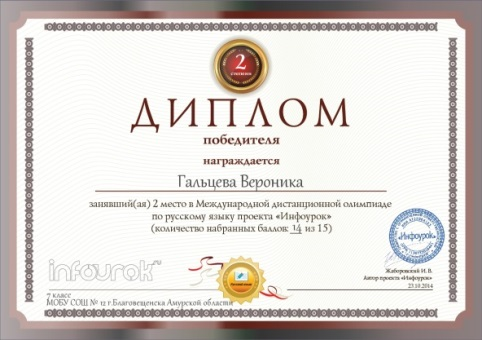 2
степени
ДИПЛОМ
победителя
награждается
Гальцева Вероника
занявший(ая) 2 место в Международной дистанционной олимпиаде
по русскому языку проекта «Инфоурок»
(количество набранных баллов 14 из 15)
«Инфоурок»
infourok.ru
Жаборовский И. В.
Автор проекта «Инфоурок»
23.10.2014
7 класс
МОБУ СОШ № 12 г.Благовещенска Амурской области